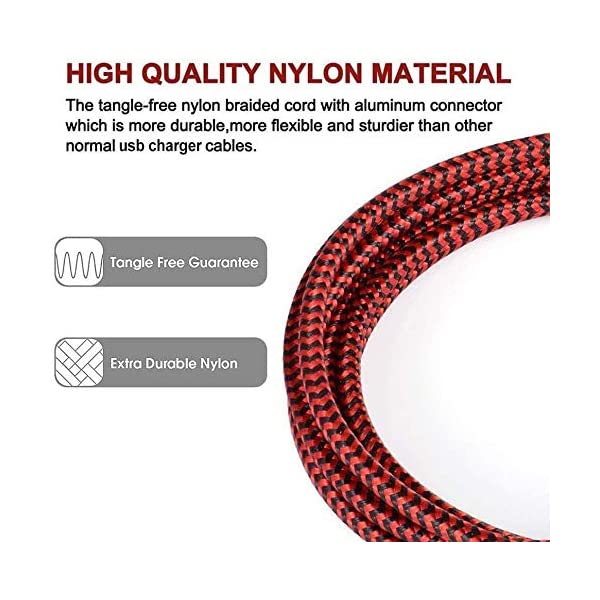 HIGH QUALITY NYLON MATERIAL
The tangle-free nylon braided cord with aluminum connector
which is more durable,more flexible and sturdier than other
normal usb charger cables.
Tangle Free Guarantee
Extra Durable Nylon